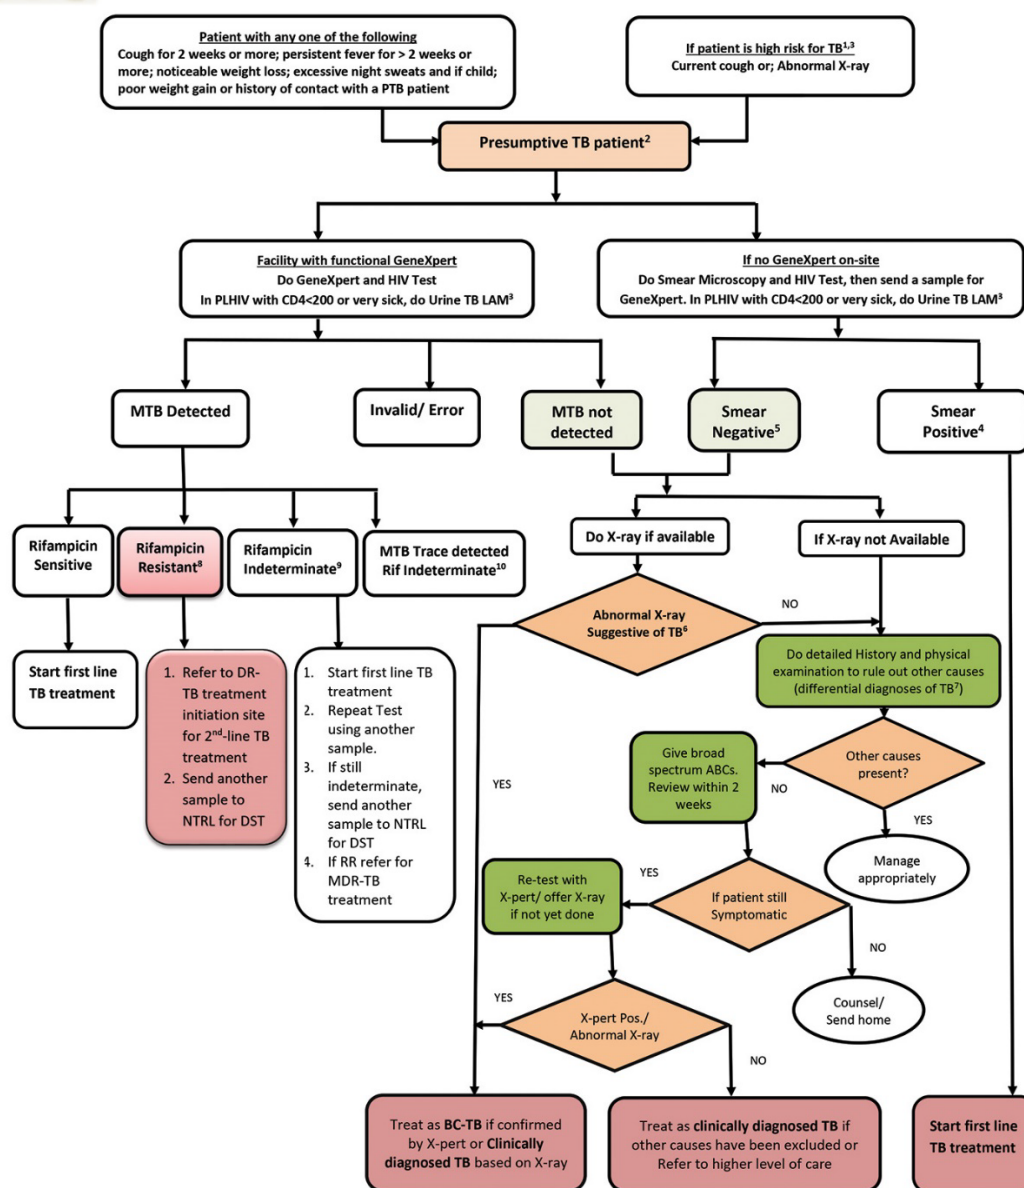 Patient with any one of the following
Cough for 2 weeks or more; persistent fever for > 2 weeks or
more; noticeable weight loss; excessive night sweats and if child;
poor weight gain or history of contact with a PTB patient
If patient is high risk for TB1,3
Current cough or; Abnormal X-ray
Presumptive TB patient2
Facility with functional GeneXpert
Do GeneXpert and HIV Test
In PLHIV with CD4<200 or very sick, do Urine TB LAM3
If no GeneXpert on-site
Do Smear Microscopy and HIV Test, then send a sample for
GeneXpert. In PLHIV with CD4<200 or very sick, do Urine TB LAM3
MTB Detected
Invalid/ Error
MTB not
detected
Smear
Negative5
Smear
Positive4
Rifampicin
Sensitive
Rifampicin
Resistant8
Rifampicin
Indeterminate9
MTB Trace detected
Rif Indeterminate10
Do X-ray if available
If X-ray not Available
Abnormal X-ray
Suggestive of TB6
NO
Start first line
TB treatment
1. Refer to DR-
TB treatment
initiation site
for 2nd-line TB
treatment
2. Send another
sample to
NTRL for DST
1. Start first line TB
treatment
2. Repeat Test
using another
sample.
3. If still
indeterminate,
send another
sample to NTRL
for DST
4. If RR refer for
MDR-TB
treatment
Do detailed History and physical
examination to rule out other causes
(differential diagnoses of TB7)
YES
Give broad
spectrum ABCs.
Review within 2
weeks
NO
Other causes
present?
YES
Manage
appropriately
Re-test with
X-pert/ offer X-ray
if not yet done
YES
If patient still
Symptomatic
NO
Counsel/
Send home
YES
X-pert Pos./
Abnormal X-ray
NO
Treat as BC-TB if confirmed
by X-pert or Clinically
diagnosed TB based on X-ray
Treat as clinically diagnosed TB if
other causes have been excluded or
Refer to higher level of care
Start first line
TB treatment